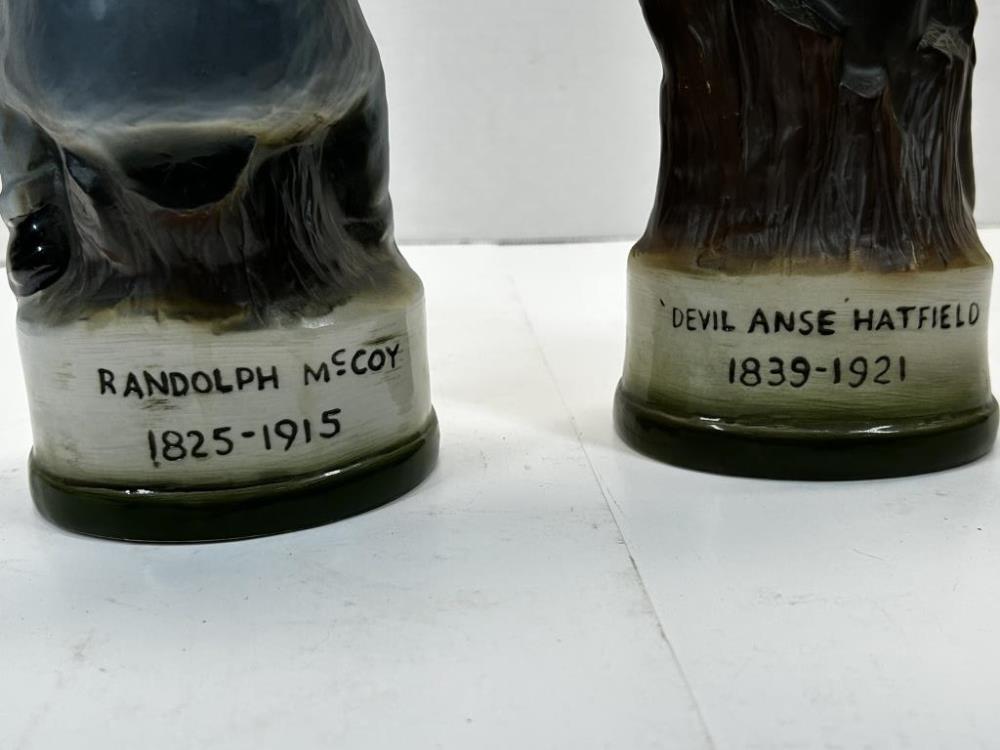 RANDOLPH McCOY
1825-1915
'DEVIL ANSE' HATFIELD
1839-1921